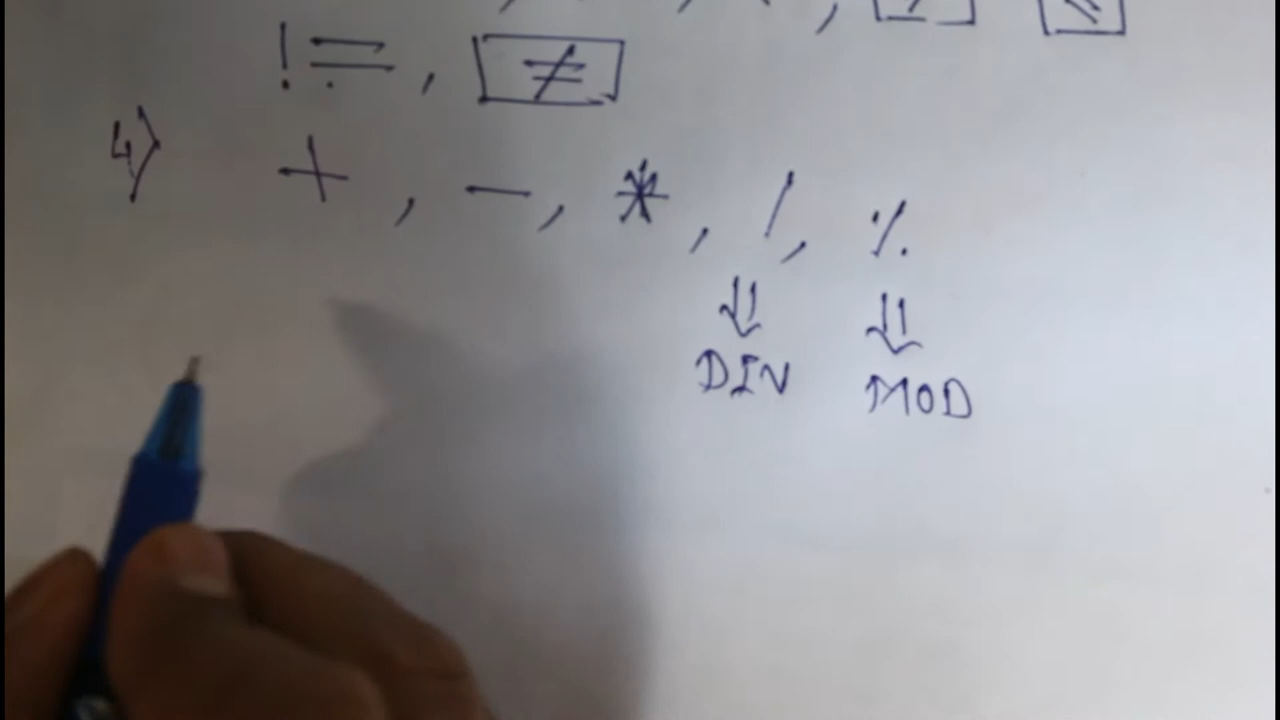 !=, ≠
4) +, -, *, /, %
⇓ ⇓
DIV MOD